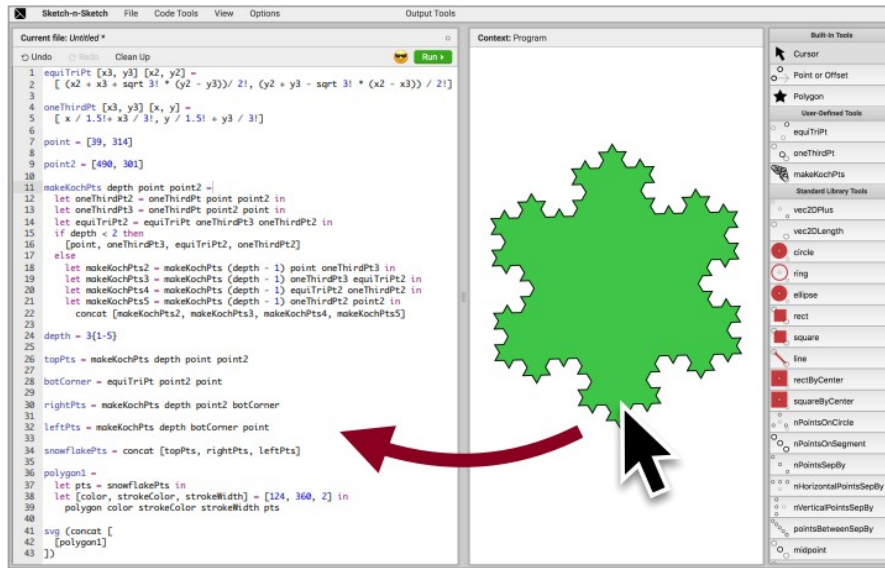 Sketch-n-Sketch File Code Tools View Options Output Tools
Current file: Untitled *
Undo Redo Clean Up Run
1 equiTriPt [x3, y3] [x2, y2] =
2 [ (x2 + x3 + sqrt 3! * (y2 - y3))/ 2!, (y2 + y3 - sqrt 3! * (x2 - x3)) / 2!]
3
4 oneThirdPt [x3, y3] [x, y] =
5 [ x / 1.5!+ x3 / 3!, y / 1.5! + y3 / 3!]
6
7 point = [39, 314]
8
9 point2 = [490, 301]
10
11 makeKochPts depth point point2 =
12 let oneThirdPt2 = oneThirdPt point point2 in
13 let oneThirdPt3 = oneThirdPt point2 point in
14 let equiTriPt2 = equiTriPt oneThirdPt3 oneThirdPt2 in
15 if depth < 2 then
16 [point, oneThirdPt3, equiTriPt2, oneThirdPt2]
17 else
18 let makeKochPts2 = makeKochPts (depth - 1) point oneThirdPt3 in
19 let makeKochPts3 = makeKochPts (depth - 1) oneThirdPt3 equiTriPt2 in
20 let makeKochPts4 = makeKochPts (depth - 1) equiTriPt2 oneThirdPt2 in
21 let makeKochPts5 = makeKochPts (depth - 1) oneThirdPt2 point2 in
22 concat [makeKochPts2, makeKochPts3, makeKochPts4, makeKochPts5]
23
24 depth = 3{1-5}
25
26 topPts = makeKochPts depth point point2
27
28 botCorner = equiTriPt point2 point
29
30 rightPts = makeKochPts depth point2 botCorner
31
32 leftPts = makeKochPts depth botCorner point
33
34 snowflakePts = concat [topPts, rightPts, leftPts]
35
36 polygon1 =
37 let pts = snowflakePts in
38 let [color, strokeColor, strokeWidth] = [124, 360, 2] in
39 polygon color strokeColor strokeWidth pts
40
41 svg (concat [
42 [polygon1]
43 ])
Context: Program
Built-In Tools
Cursor
Point or Offset
Polygon
User-Defined Tools
equiTriPt
oneThirdPt
makeKochPts
Standard Library Tools
vec2DPlus
vec2DLength
circle
ring
ellipse
rect
square
line
rectByCenter
squareByCenter
nPointsOnCircle
nPointsOnSegment
nPointsSepBy
nHorizontalPointsSepBy
nVerticalPointsSepBy
pointsBetweenSepBy
midpoint